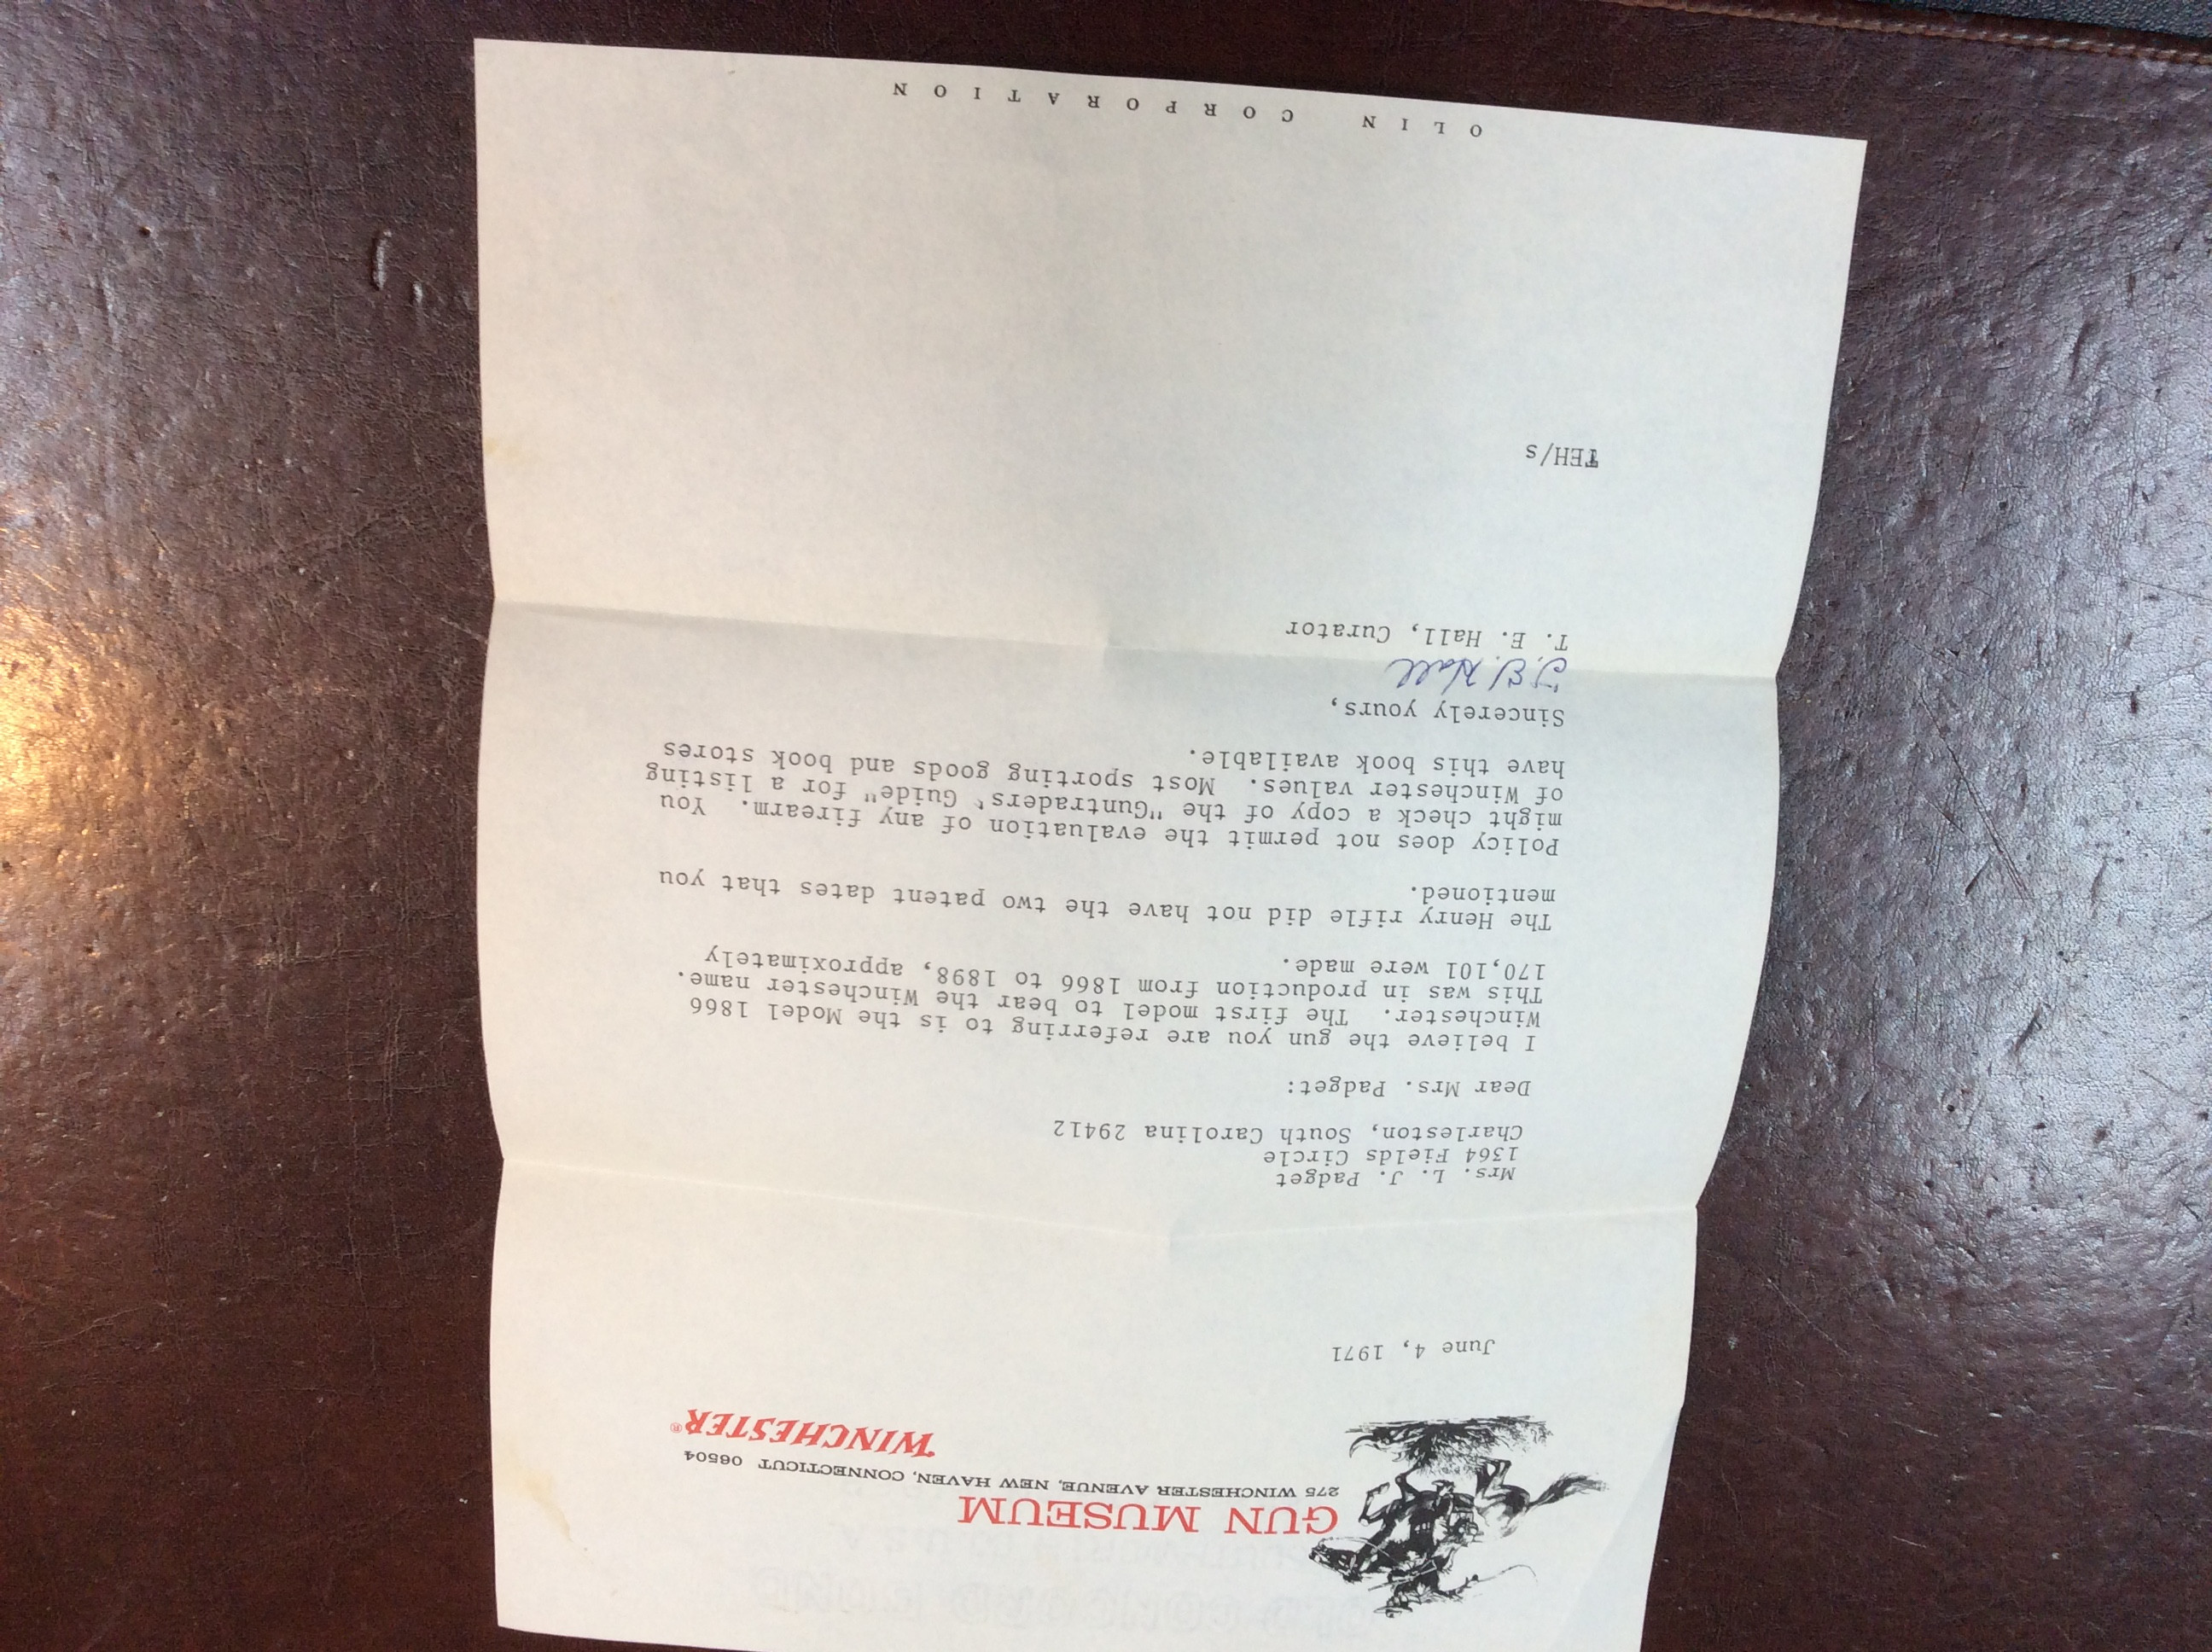 GUN MUSEUM
275 WINCHESTER AVENUE, NEW HAVEN, CONNECTICUT 06504
WINCHESTER®
June 4, 1971
Mrs. L. J. Padget
1364 Fields Circle
Charleston, South Carolina 29412
Dear Mrs. Padget:
I believe the gun you are referring to is the Model 1866
Winchester. The first model to bear the Winchester name.
This was in production from 1866 to 1898, approximately
170,101 were made.
The Henry rifle did not have the two patent dates that you
mentioned.
Policy does not permit the evaluation of any firearm. You
might check a copy of the "Guntraders' Guide" for a listing
of Winchester values. Most sporting goods and book stores
have this book available.
Sincerely yours,
T. E. Hall
T. E. Hall, Curator
TEH/s
OLIN CORPORATION